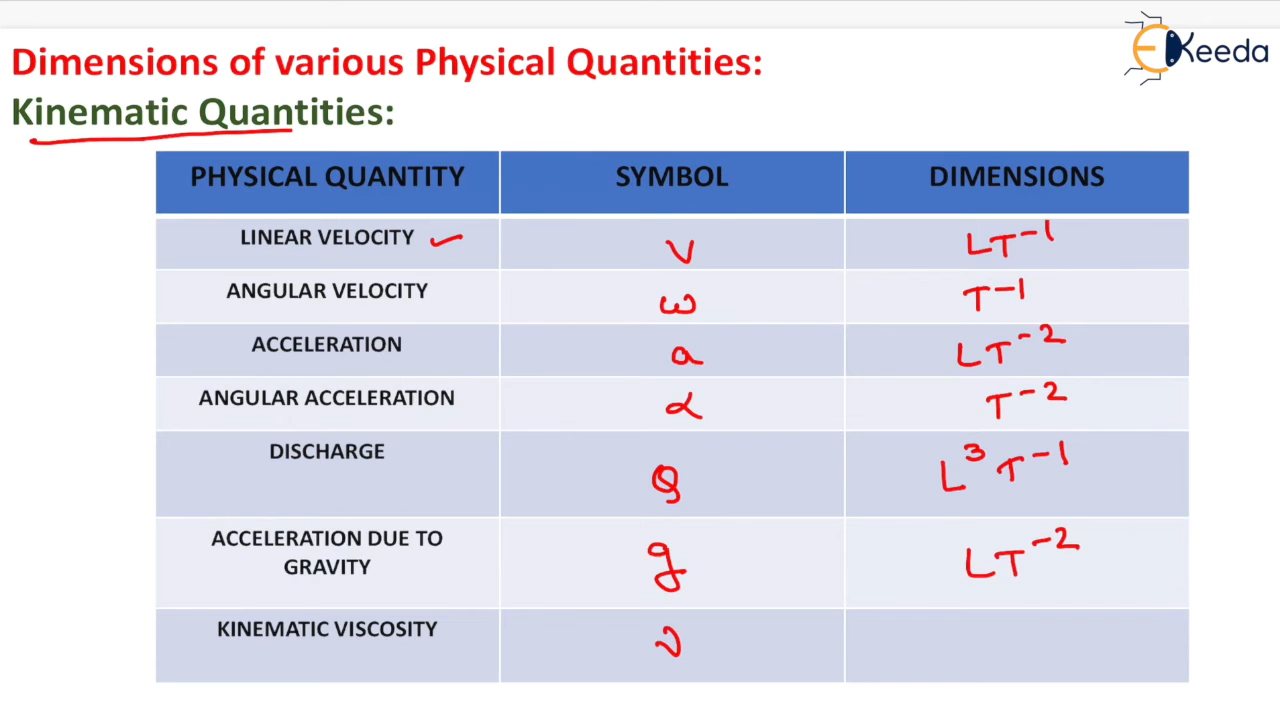 EKeeda
Dimensions of various Physical Quantities:
Kinematic Quantities:
PHYSICAL QUANTITY SYMBOL DIMENSIONS
LINEAR VELOCITY V LT⁻¹
ANGULAR VELOCITY ω T⁻¹
ACCELERATION a LT⁻²
ANGULAR ACCELERATION α T⁻²
DISCHARGE Q L³T⁻¹
ACCELERATION DUE TO
GRAVITY g LT⁻²
KINEMATIC VISCOSITY ν